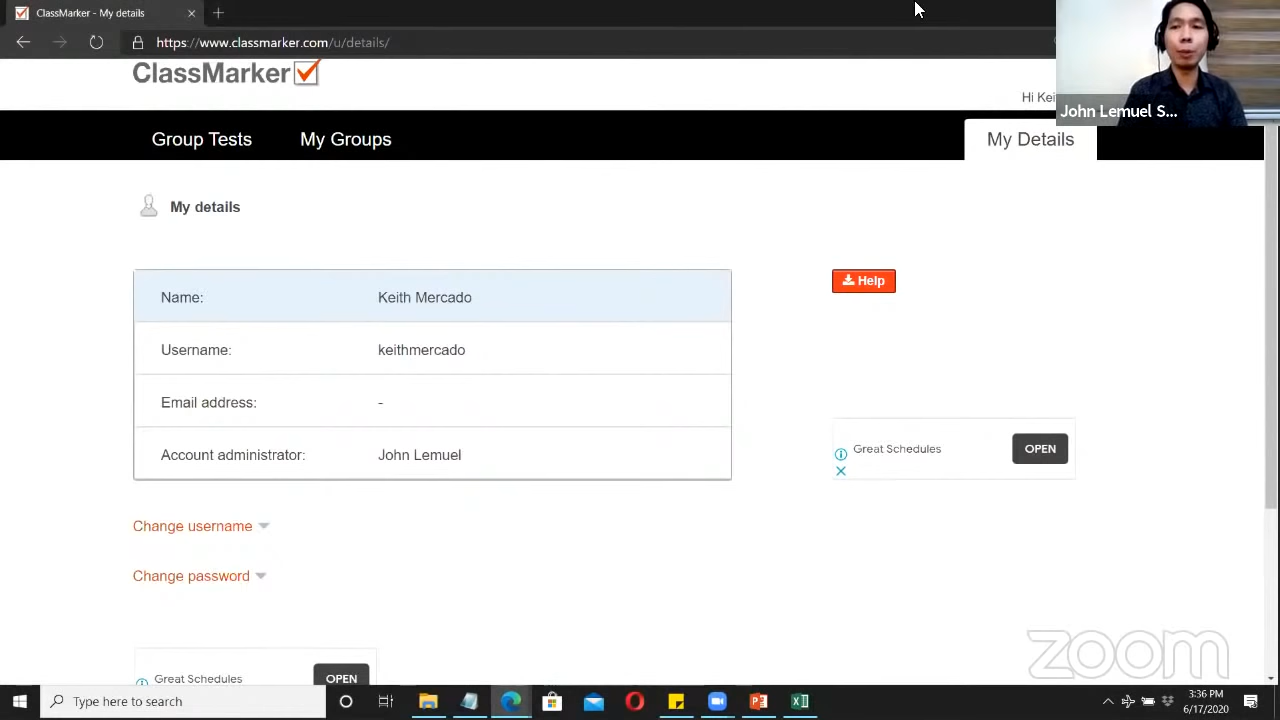 ClassMarker - My details
https://www.classmarker.com/u/details/
ClassMarker
Hi Kei
John Lemuel S...
Group Tests
My Groups
My Details
My details
Name: Keith Mercado
Help
Username: keithmercado
Email address: -
Account administrator: John Lemuel
Great Schedules
OPEN
Change username
Change password
Great Schedules
OPEN
zoom
Type here to search
3:36 PM
6/17/2020